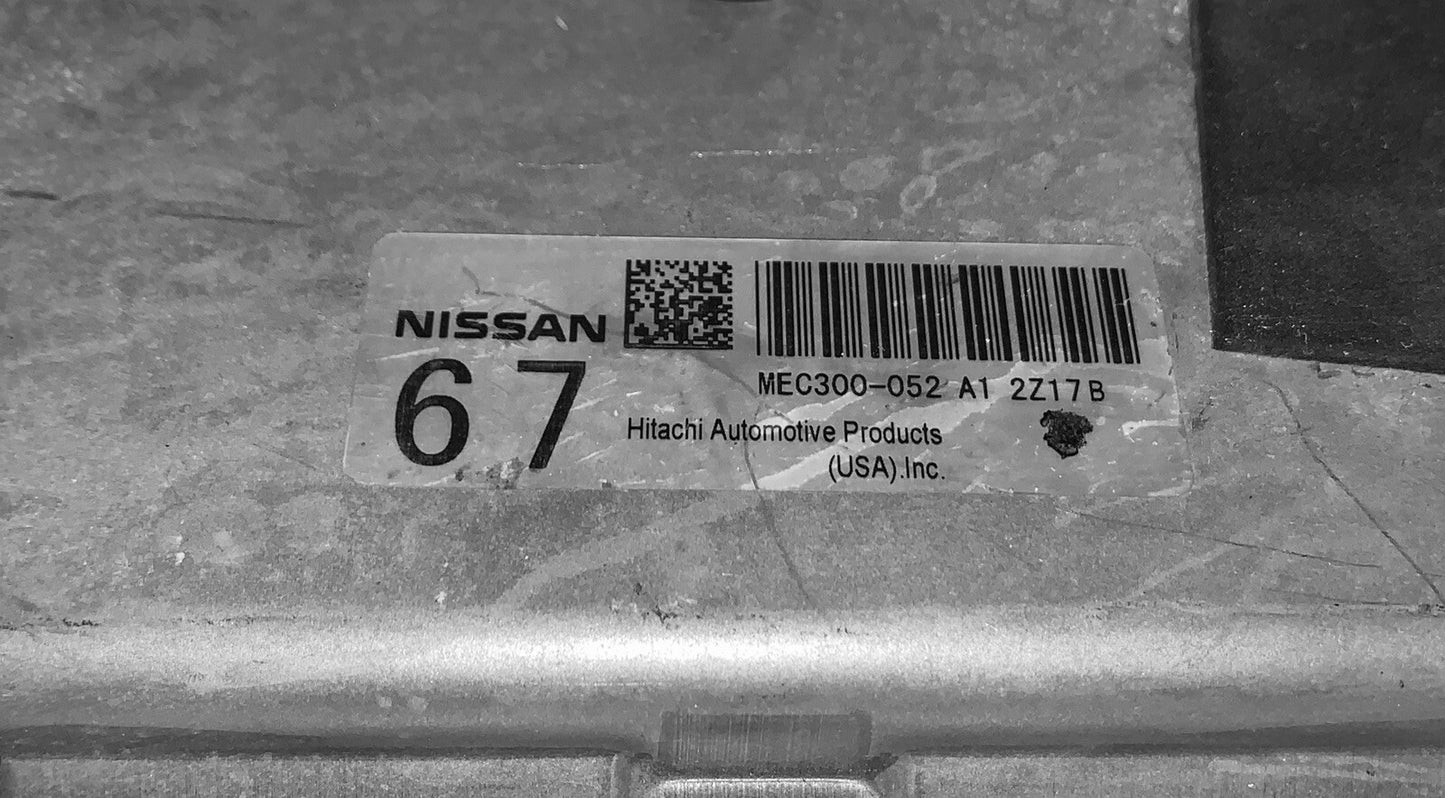 NISSAN
67
MEC300-052 A1 2Z17B
Hitachi Automotive Products
(USA).Inc.